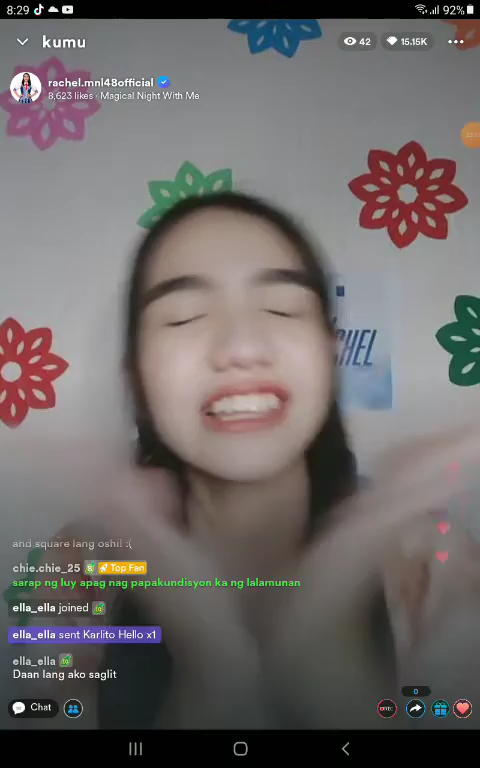 8:29
92%
kumu
42
15.15K
rachel.mnl48official
8,623 likes · Magical Night With Me
CHEL
and square lang oshi! :(
chie.chie_25 Top Fan
sarap ng luy apag nag papakundisyon ka ng lalamunan
ella_ella joined
ella_ella sent Karlito Hello x1
ella_ella
Daan lang ako saglit
0
Chat